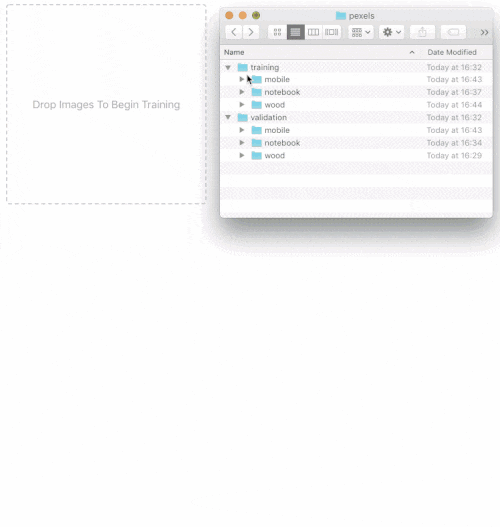 Drop Images To Begin Training
pexels
Name Date Modified
training Today at 16:32
mobile Today at 16:43
notebook Today at 16:37
wood Today at 16:44
validation Today at 16:32
mobile Today at 16:43
notebook Today at 16:34
wood Today at 16:29